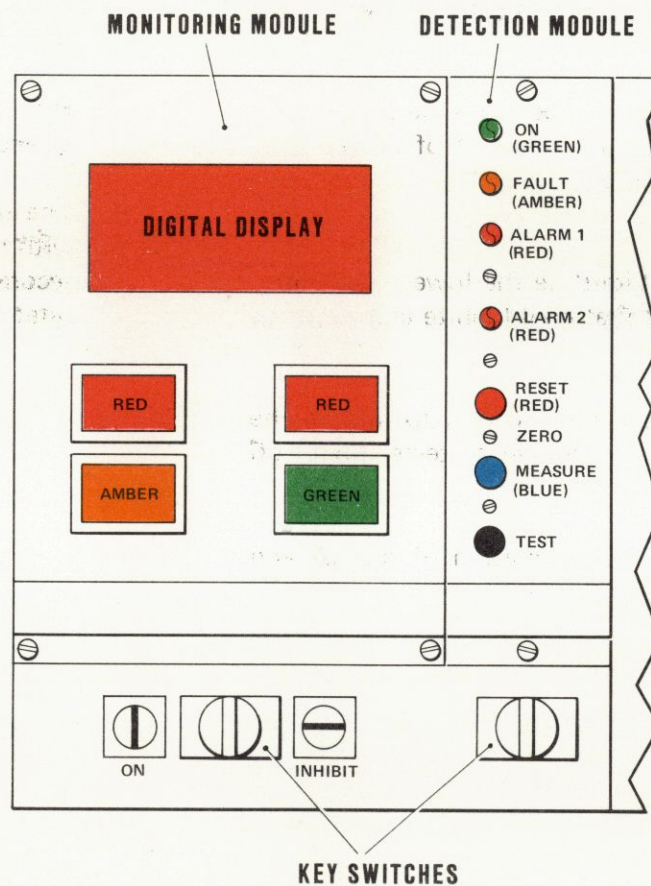 MONITORING MODULE
DETECTION MODULE
ON
(GREEN)
FAULT
(AMBER)
DIGITAL DISPLAY
ALARM 1
(RED)
ALARM 2
(RED)
RED
RED
RESET
(RED)
ZERO
AMBER
GREEN
MEASURE
(BLUE)
TEST
ON
INHIBIT
KEY SWITCHES